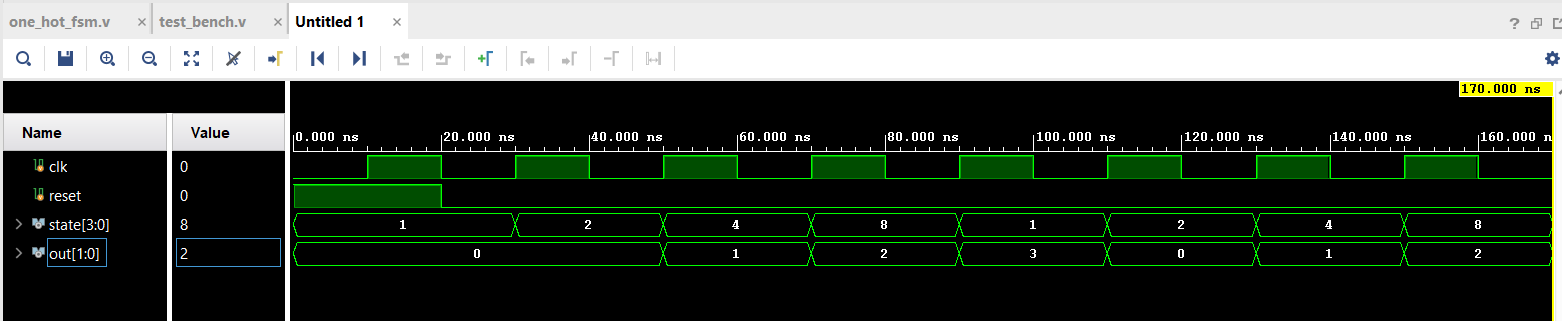 one_hot_fsm.v × test_bench.v × Untitled 1 ×
? 
170.000 ns
Name Value
0.000 ns 20.000 ns 40.000 ns 60.000 ns 80.000 ns 100.000 ns 120.000 ns 140.000 ns 160.000 ns
clk 0
reset 0
state[3:0] 8 1 2 4 8 1 2 4 8
out[1:0] 2 0 1 2 3 0 1 2